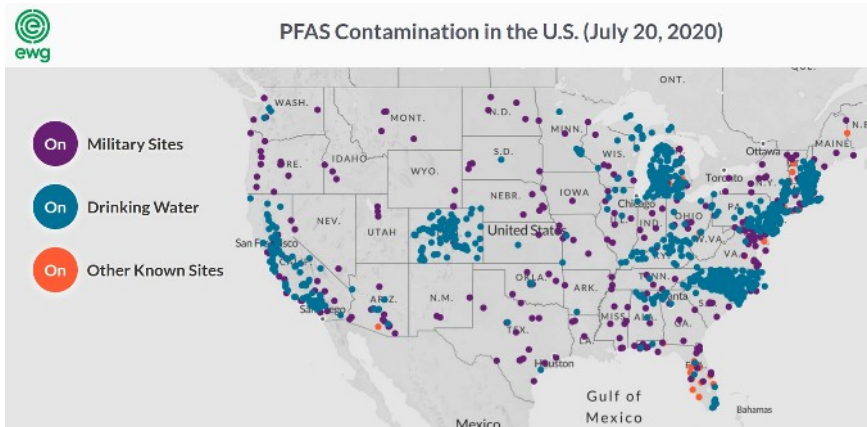 ewg
PFAS Contamination in the U.S. (July 20, 2020)
On Military Sites
On Drinking Water
On Other Known Sites
ONT.
WASH.
MONT.
N.D.
MINN.
Ottawa
MAINE
N.B
ORE.
IDAHO
S.D.
WIS.
Toronto
N.Y.
WYO.
NEBR.
IOWA
Chicago
PA
NEV.
UTAH
United States
IND.
OHIO
W.VA.
VA.
San Francisco
CALIF.
KY.
San Diego
ARIZ.
N.M.
OKLA.
ARK.
TENN.
TEX.
MISS.
ALA.
GA.
LA.
Houston
Gulf of
Mexico
Bahamas
Mexico